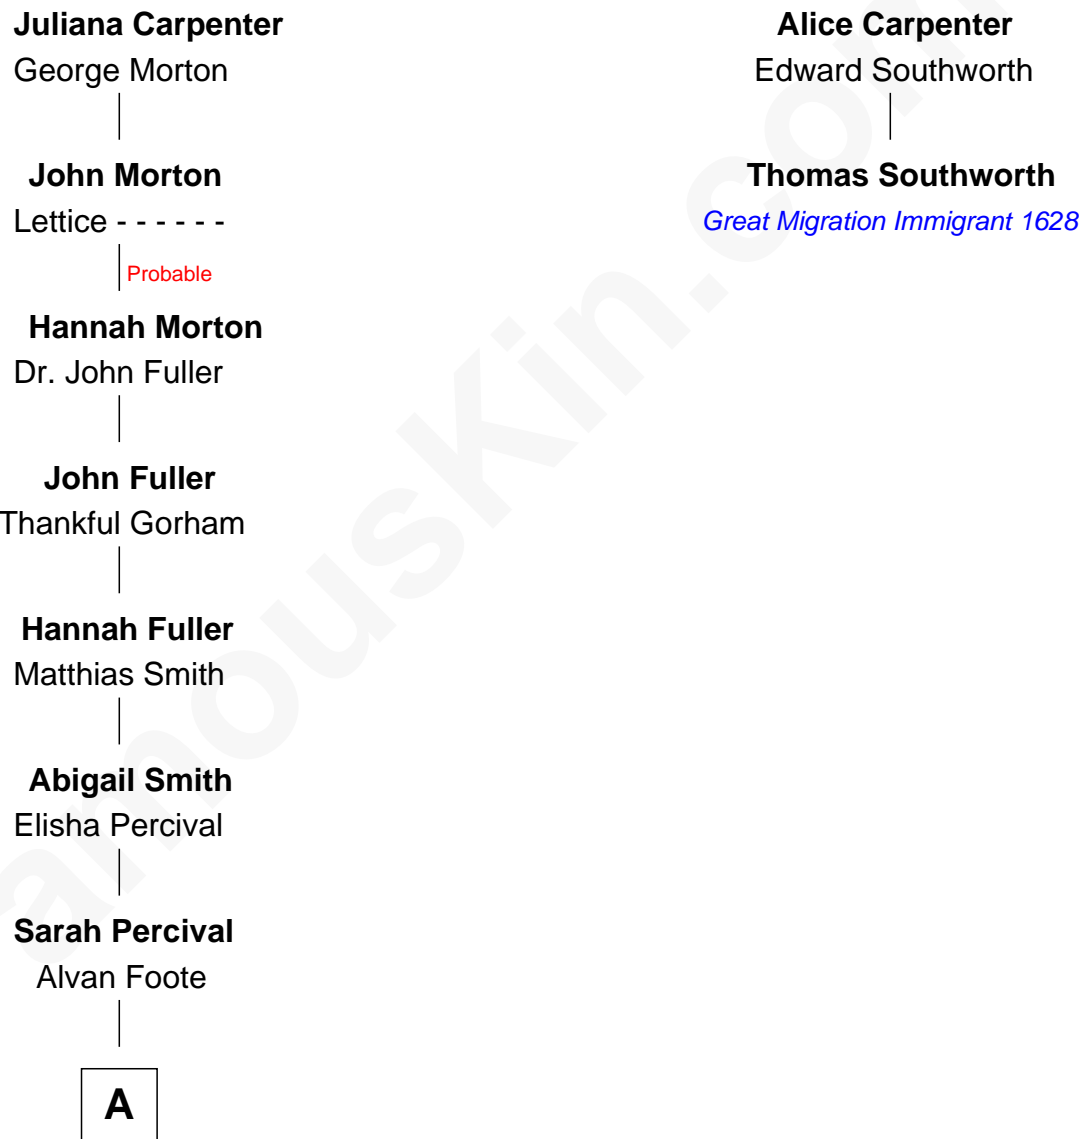 Juliana Carpenter
George Morton
John Morton
Lettice - - - - - -
Probable
Hannah Morton
Dr. John Fuller
John Fuller
Thankful Gorham
Hannah Fuller
Matthias Smith
Abigail Smith
Elisha Percival
Sarah Percival
Alvan Foote
A
Alice Carpenter
Edward Southworth
Thomas Southworth
Great Migration Immigrant 1628
amouskin.com